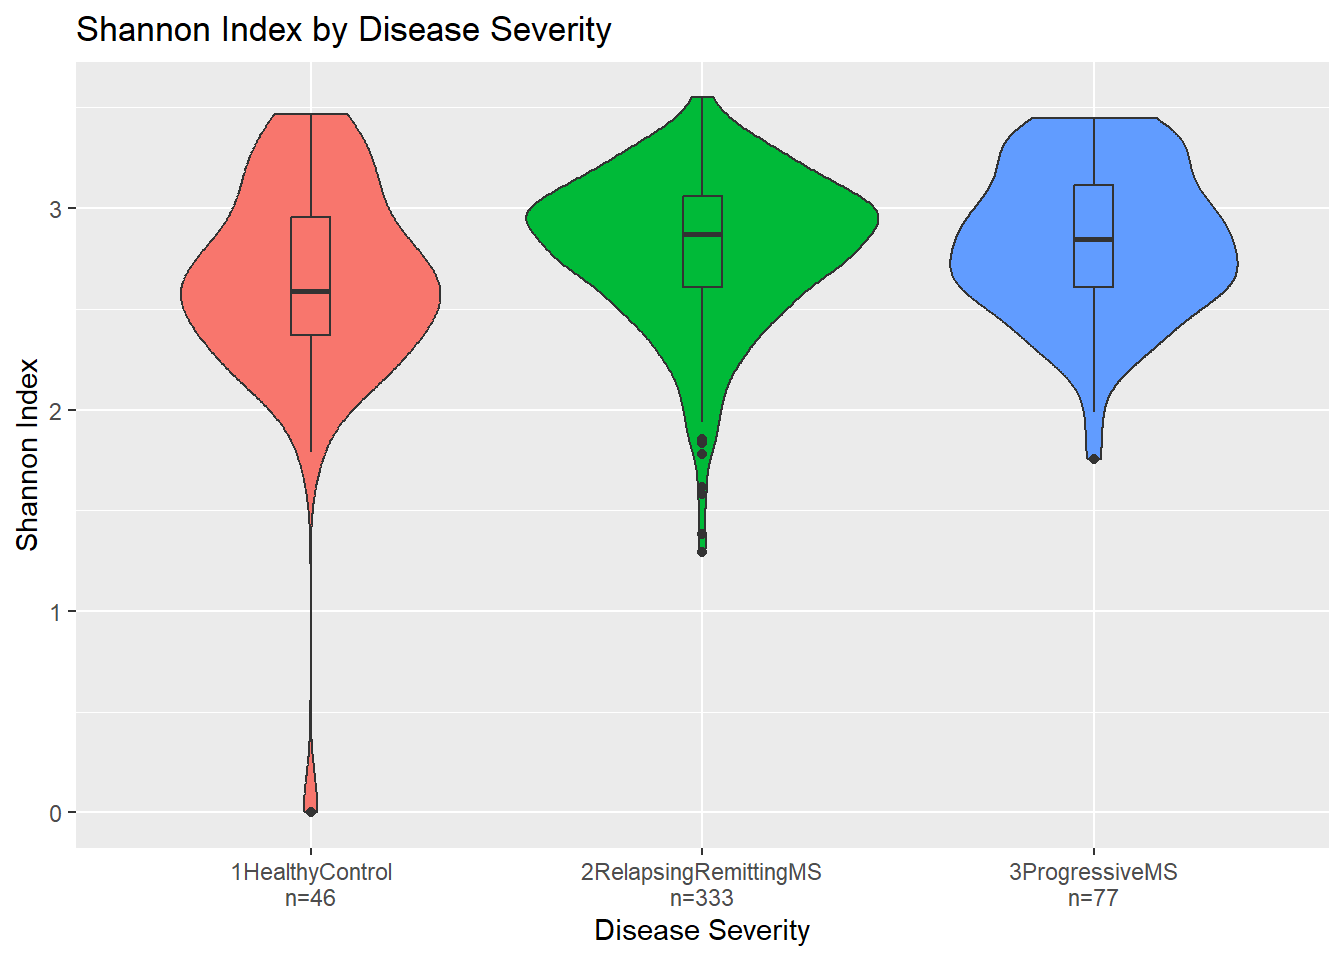 Shannon Index by Disease Severity
Shannon Index
3
2
1
0
1HealthyControl
n=46
2RelapsingRemittingMS
n=333
3ProgressiveMS
n=77
Disease Severity